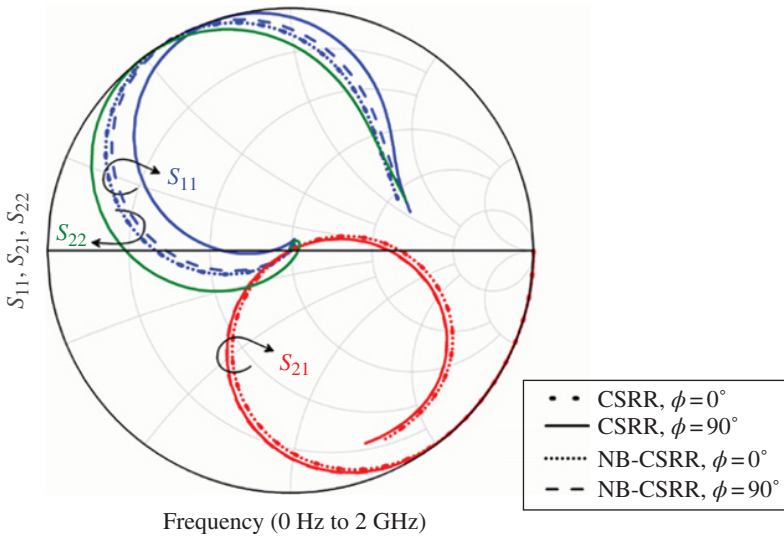 S₁₁, S₂₁, S₂₂
S₁₁
S₂₂
S₂₁
CSRR, ϕ = 0°
CSRR, ϕ = 90°
NB-CSRR, ϕ = 0°
NB-CSRR, ϕ = 90°
Frequency (0 Hz to 2 GHz)